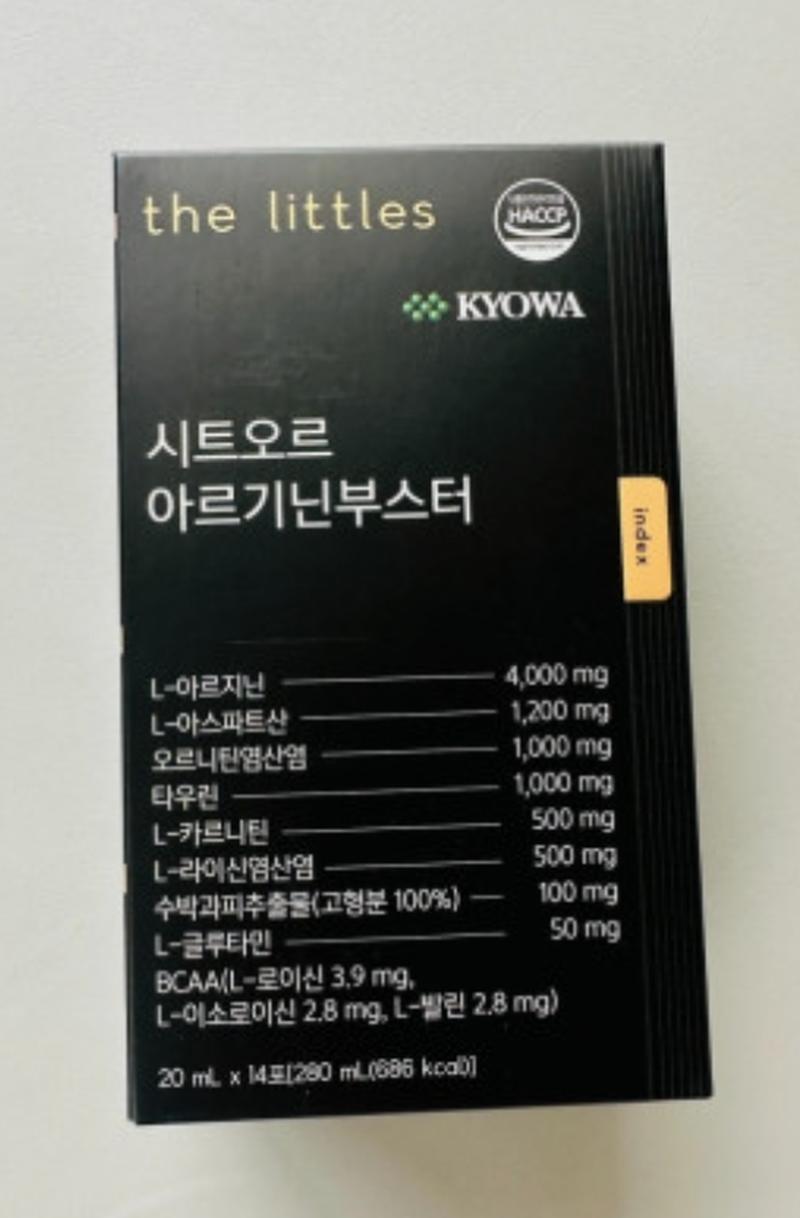 the littles
HACCP
KYOWA
시트오르
아르기닌부스터
index
L-아르지닌 4,000 mg
L-아스파트산 1,200 mg
오르니틴염산염 1,000 mg
타우린 1,000 mg
L-카르니틴 500 mg
L-라이신염산염 500 mg
수박과피추출물(고형분 100%) 100 mg
L-글루타민 50 mg
BCAA(L-로이신 3.9 mg,
L-이소로이신 2.8 mg, L-발린 2.8 mg)
20 mL x 14포[280 mL(686 kcal)]